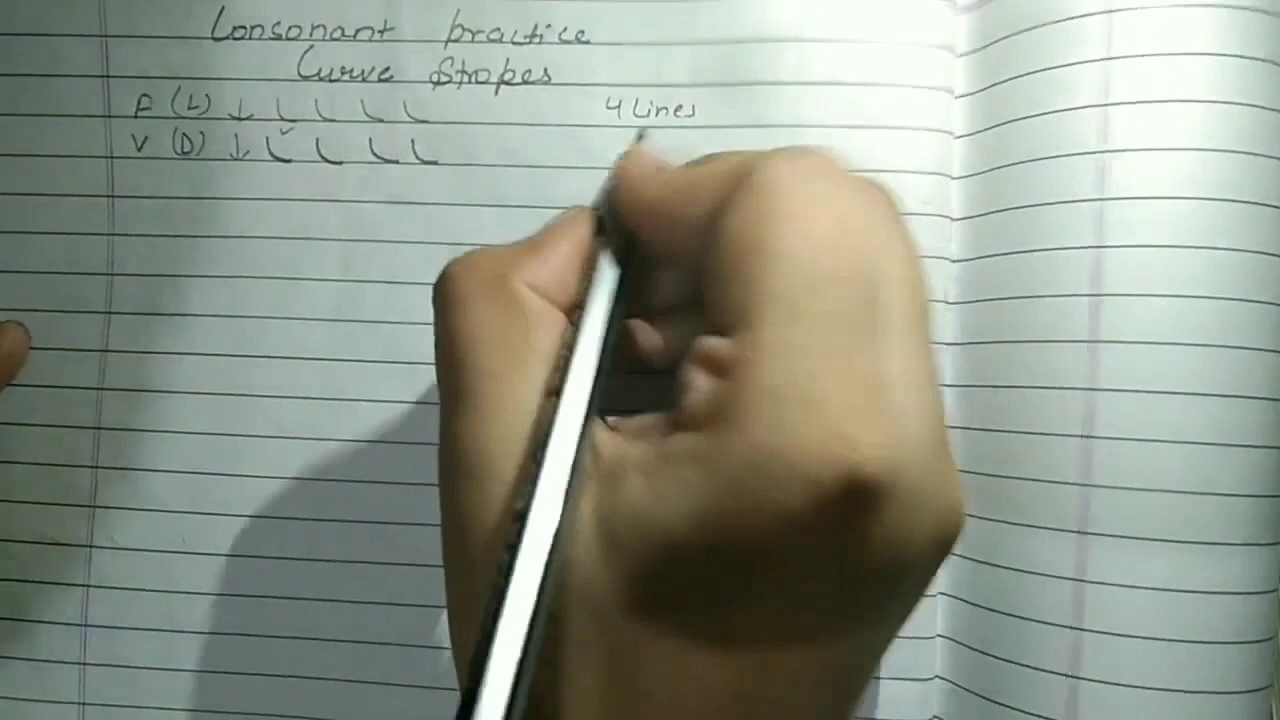 Consonant practice
Curve Strokes
F (L) ↓ 4 Lines
V (D) ↓